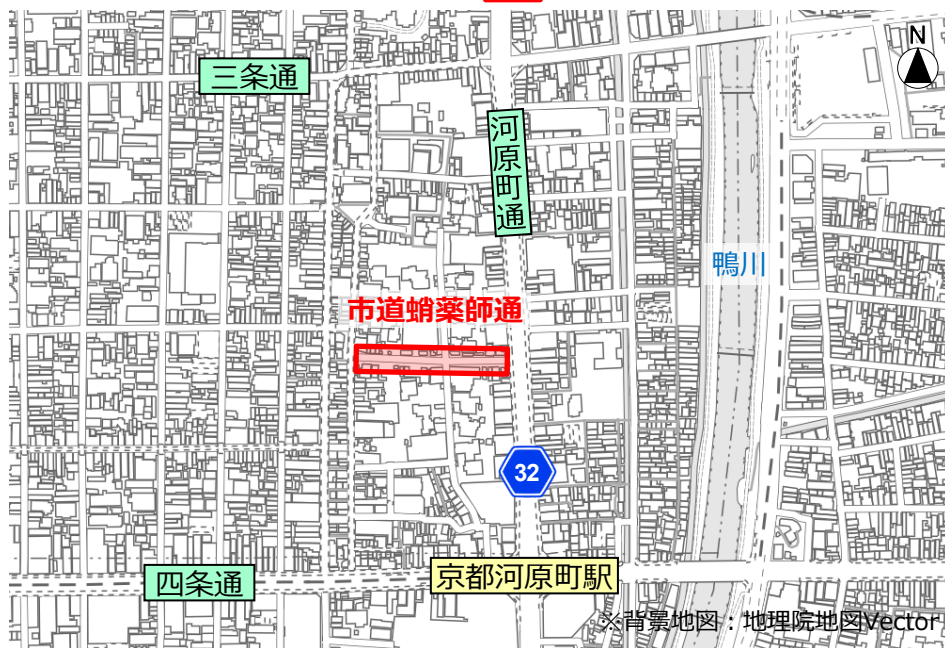 三条通
N
河原町通
鴨川
市道蛸薬師通
32
四条通
京都河原町駅
※背景地図：地理院地図Vector